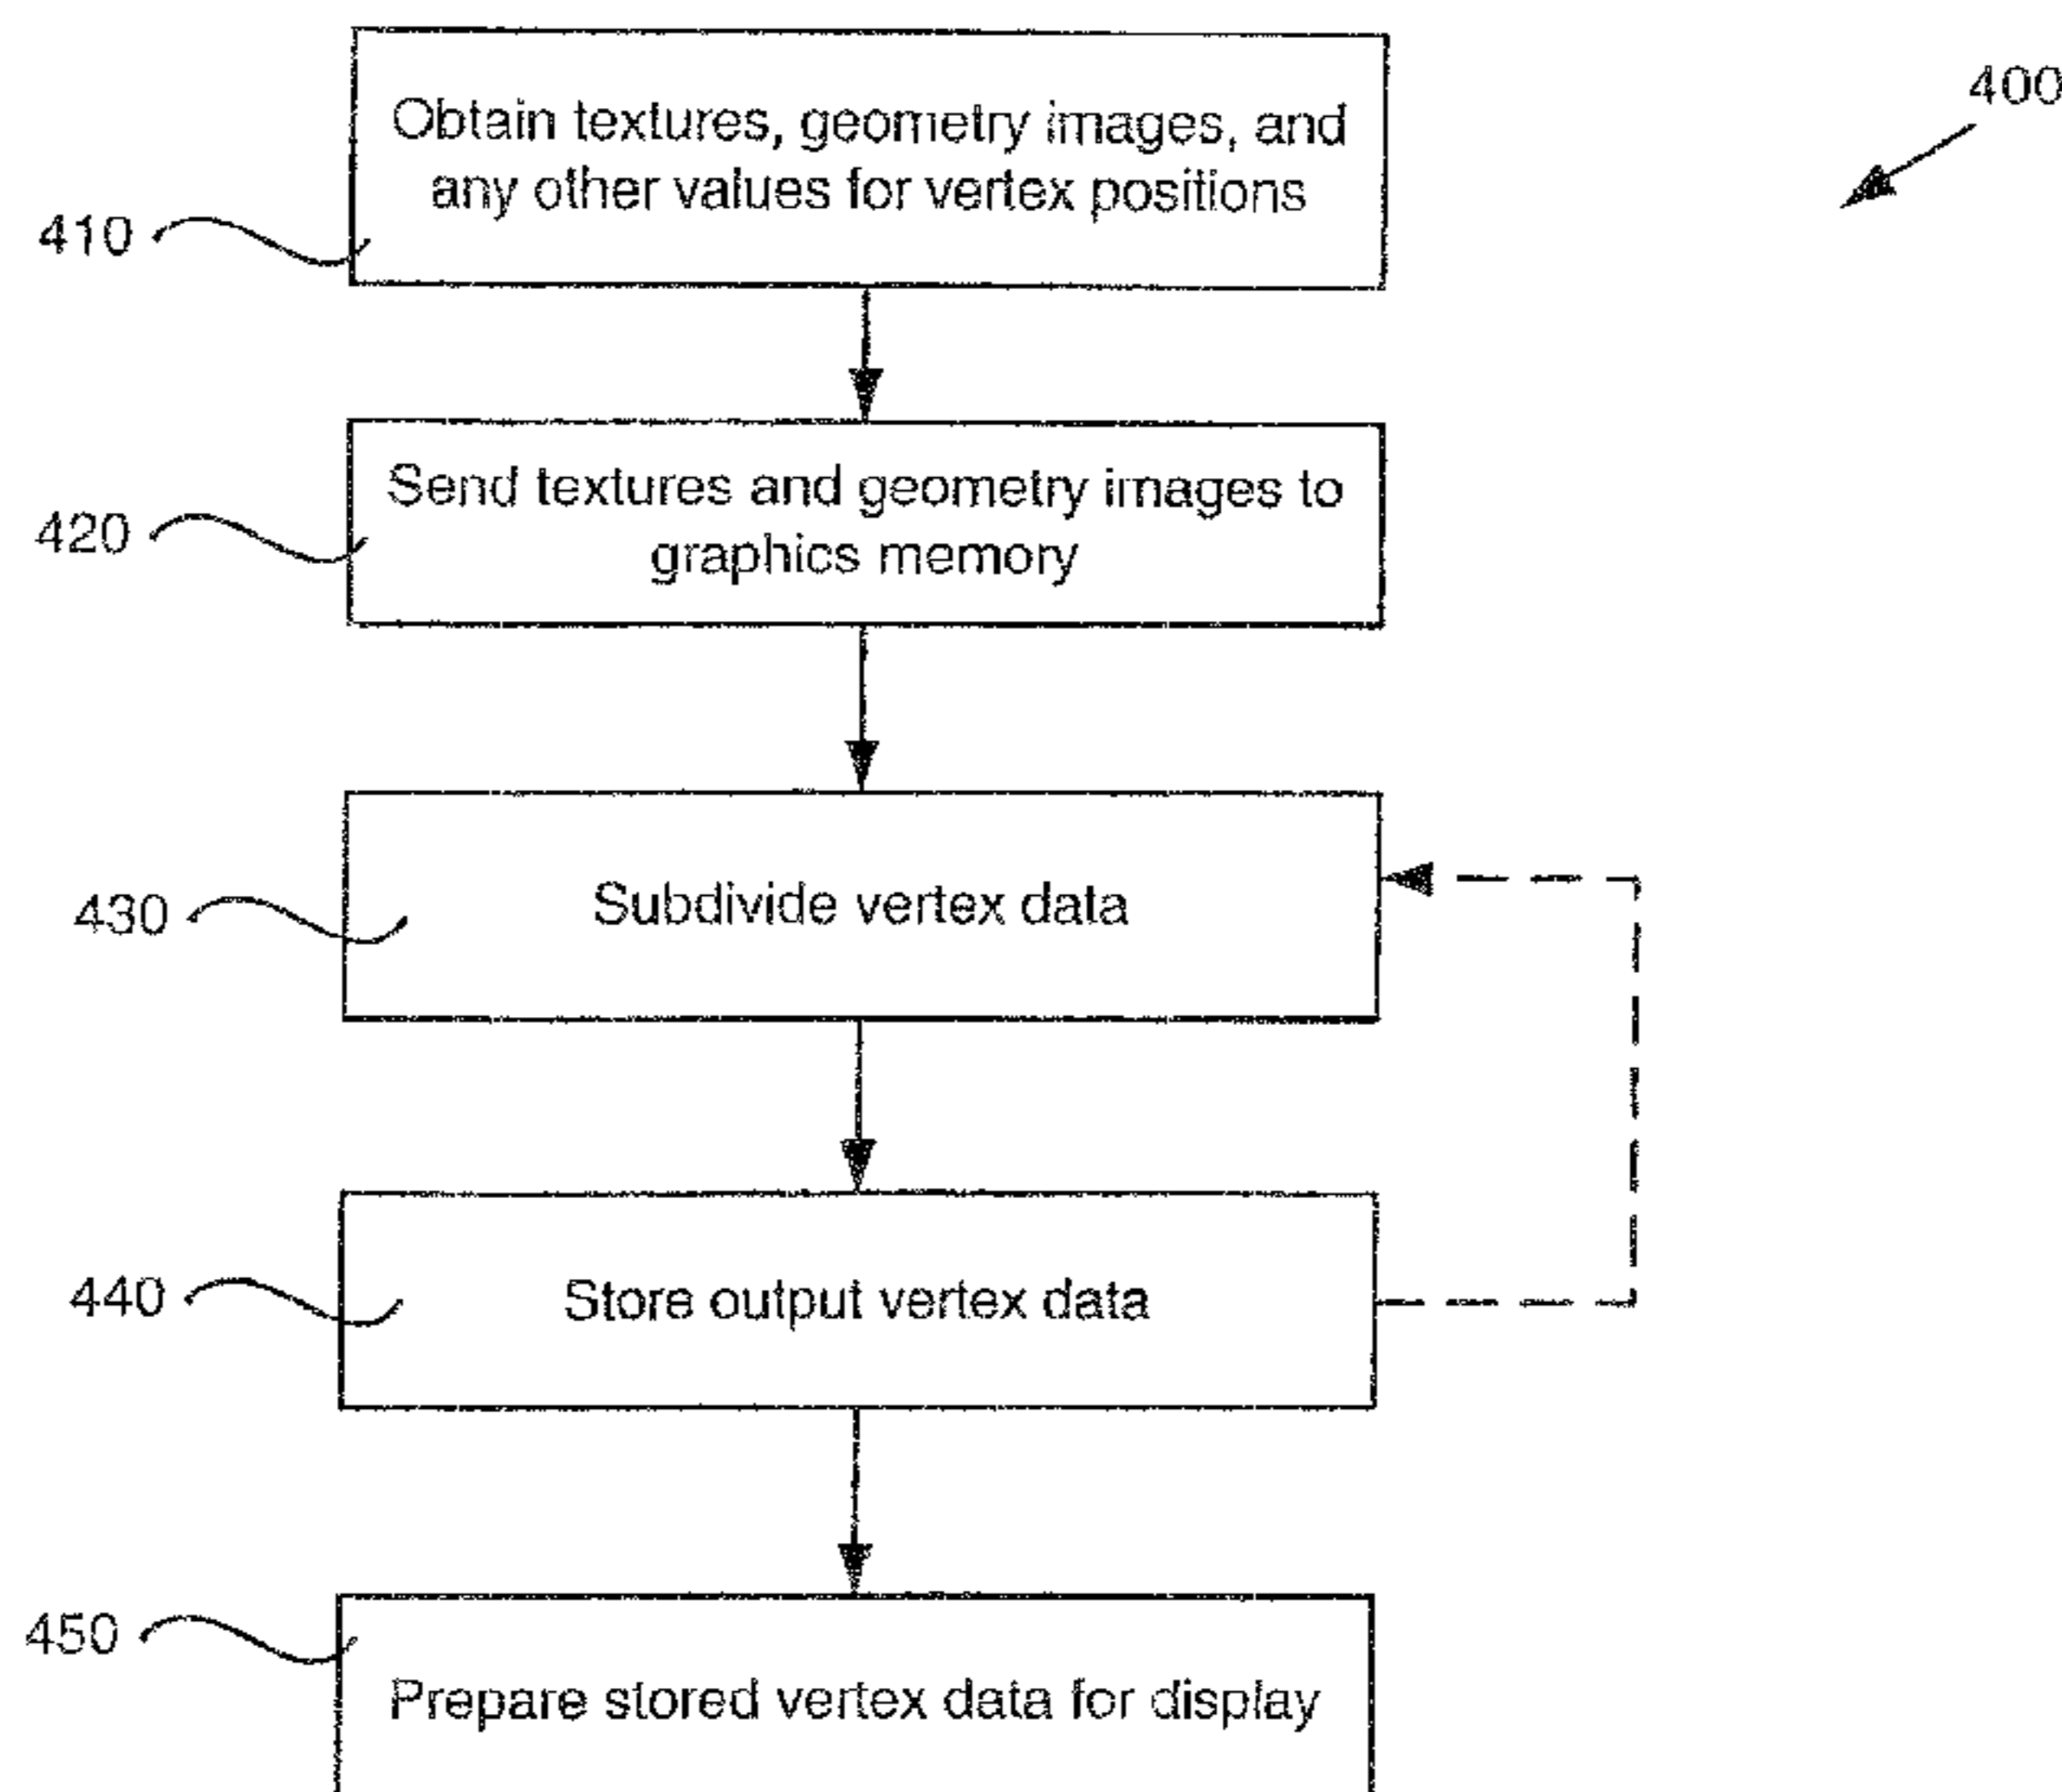 400
Obtain textures, geometry images, and
any other values for vertex positions
410
Send textures and geometry images to
graphics memory
420
Subdivide vertex data
430
Store output vertex data
440
450
Prepare stored vertex data for display